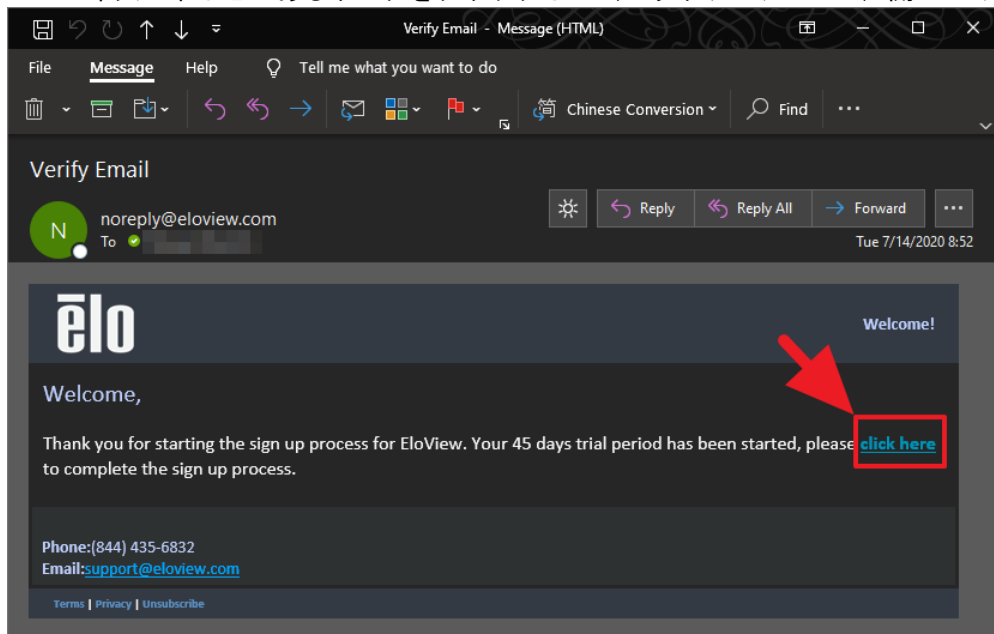 Verify Email - Message (HTML)
File Message Help Tell me what you want to do
Chinese Conversion Find ...
Verify Email
N
noreply@eloview.com
To
Reply Reply All Forward ...
Tue 7/14/2020 8:52
ēlo
Welcome!
Welcome,
Thank you for starting the sign up process for EloView. Your 45 days trial period has been started, please click here
to complete the sign up process.
Phone:(844) 435-6832
Email:support@eloview.com
Terms | Privacy | Unsubscribe